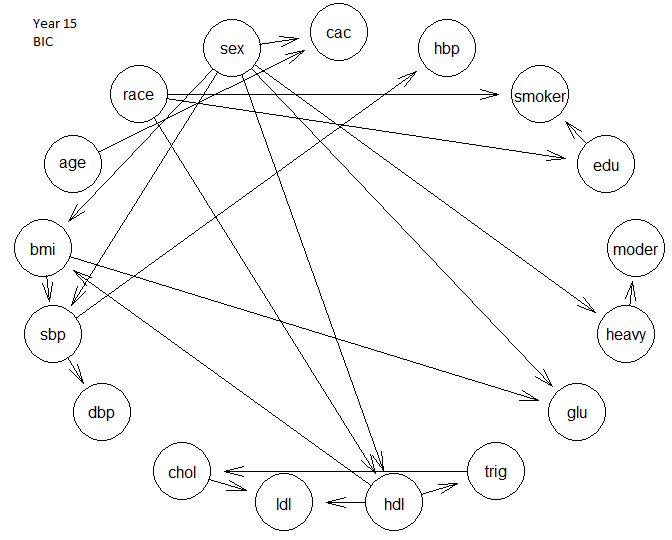 Year 15
BIC
cac
sex
hbp
race
smoker
age
edu
bmi
moder
sbp
heavy
dbp
glu
chol
trig
ldl
hdl